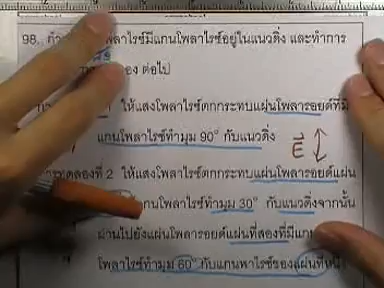 98. โพลาไรซ์มีแกนโพลาไรซ์อยู่ในแนวดิ่ง และทำการ
ต่อไป
ให้แสงโพลาไรซ์ตกกระทบแผ่นโพลารอยด์ที่มี
แกนโพลาไรซ์ทำมุม 90° กับแนวดิ่ง
E
ทดลองที่ 2 ให้แสงโพลาไรซ์ตกกระทบแผ่นโพลารอยด์แผ่น
แกนโพลาไรซ์ทำมุม 30° กับแนวดิ่งจากนั้น
ผ่านไปยังแผ่นโพลารอยด์แผ่นที่สองที่มีแกน
โพลาไรซ์ทำมุม 60° กับแกนพาไรซ์ของแผ่นที่หนึ่